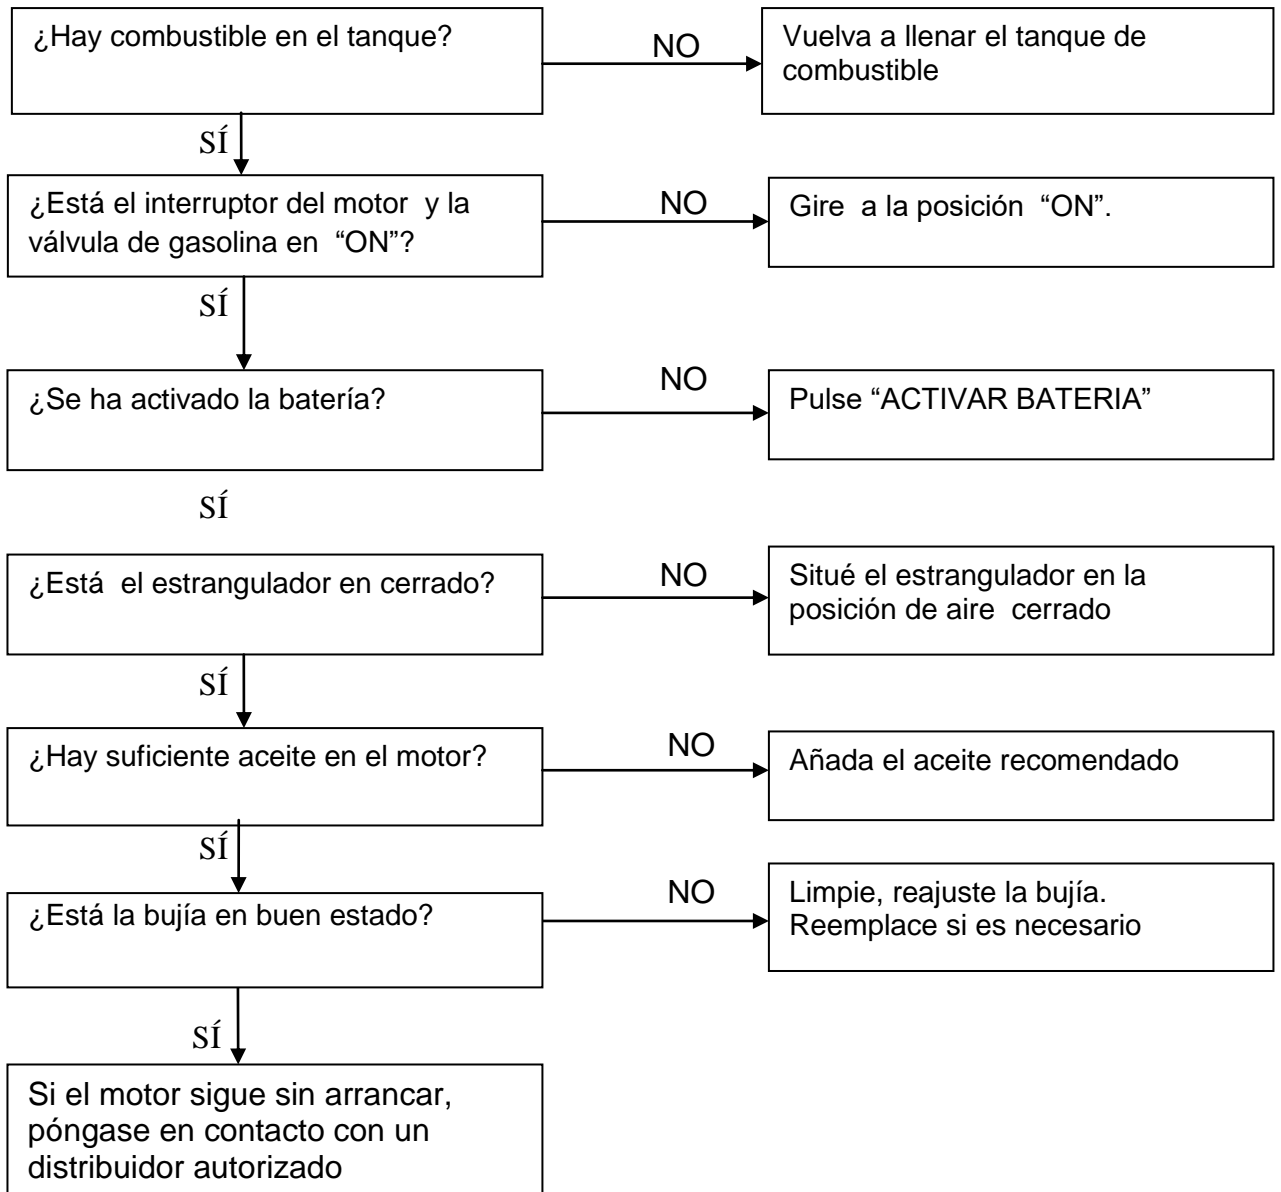 ¿Hay combustible en el tanque?
NO
Vuelva a llenar el tanque de
combustible
SÍ
¿Está el interruptor del motor y la
válvula de gasolina en “ON”?
NO
Gire a la posición “ON”.
SÍ
¿Se ha activado la batería?
NO
Pulse “ACTIVAR BATERIA”
SÍ
¿Está el estrangulador en cerrado?
NO
Situé el estrangulador en la
posición de aire cerrado
SÍ
¿Hay suficiente aceite en el motor?
NO
Añada el aceite recomendado
SÍ
¿Está la bujía en buen estado?
NO
Limpie, reajuste la bujía.
Reemplace si es necesario
SÍ
Si el motor sigue sin arrancar,
póngase en contacto con un
distribuidor autorizado